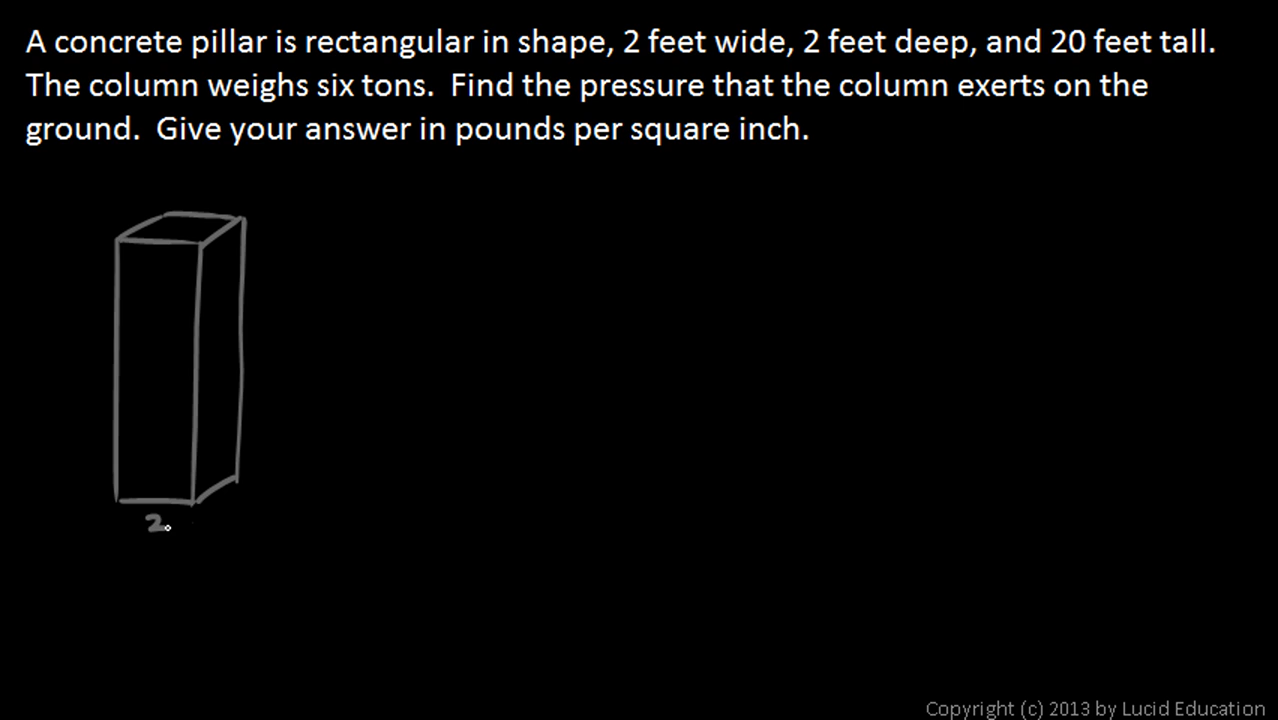 A concrete pillar is rectangular in shape, 2 feet wide, 2 feet deep, and 20 feet tall.
The column weighs six tons.  Find the pressure that the column exerts on the
ground.  Give your answer in pounds per square inch.
2
Copyright (c) 2013 by Lucid Education